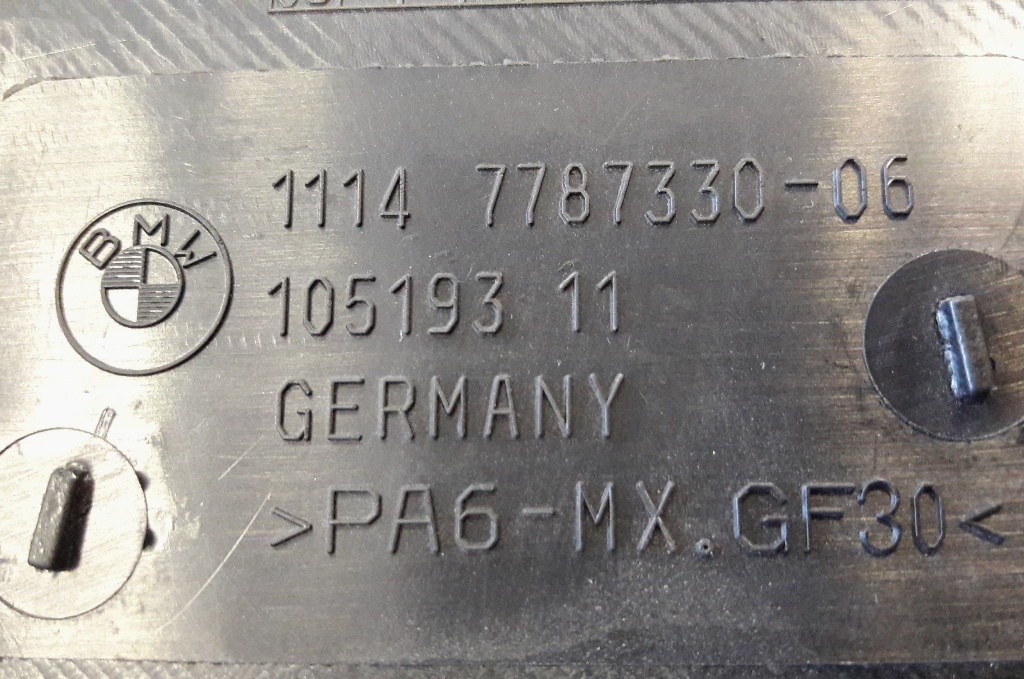 1114 7787330-06
BMW
105193 11
GERMANY
>PA6-MX.GF30<